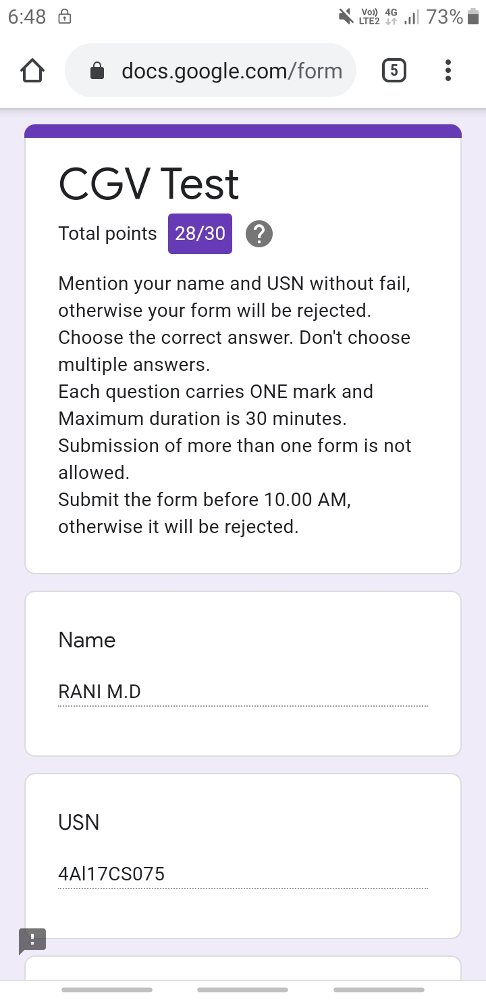 6:48 Vo)) LTE2 4G 73%
docs.google.com/form 5
CGV Test
Total points 28/30 ?
Mention your name and USN without fail,
otherwise your form will be rejected.
Choose the correct answer. Don't choose
multiple answers.
Each question carries ONE mark and
Maximum duration is 30 minutes.
Submission of more than one form is not
allowed.
Submit the form before 10.00 AM,
otherwise it will be rejected.
Name
RANI M.D
USN
4Al17CS075
!